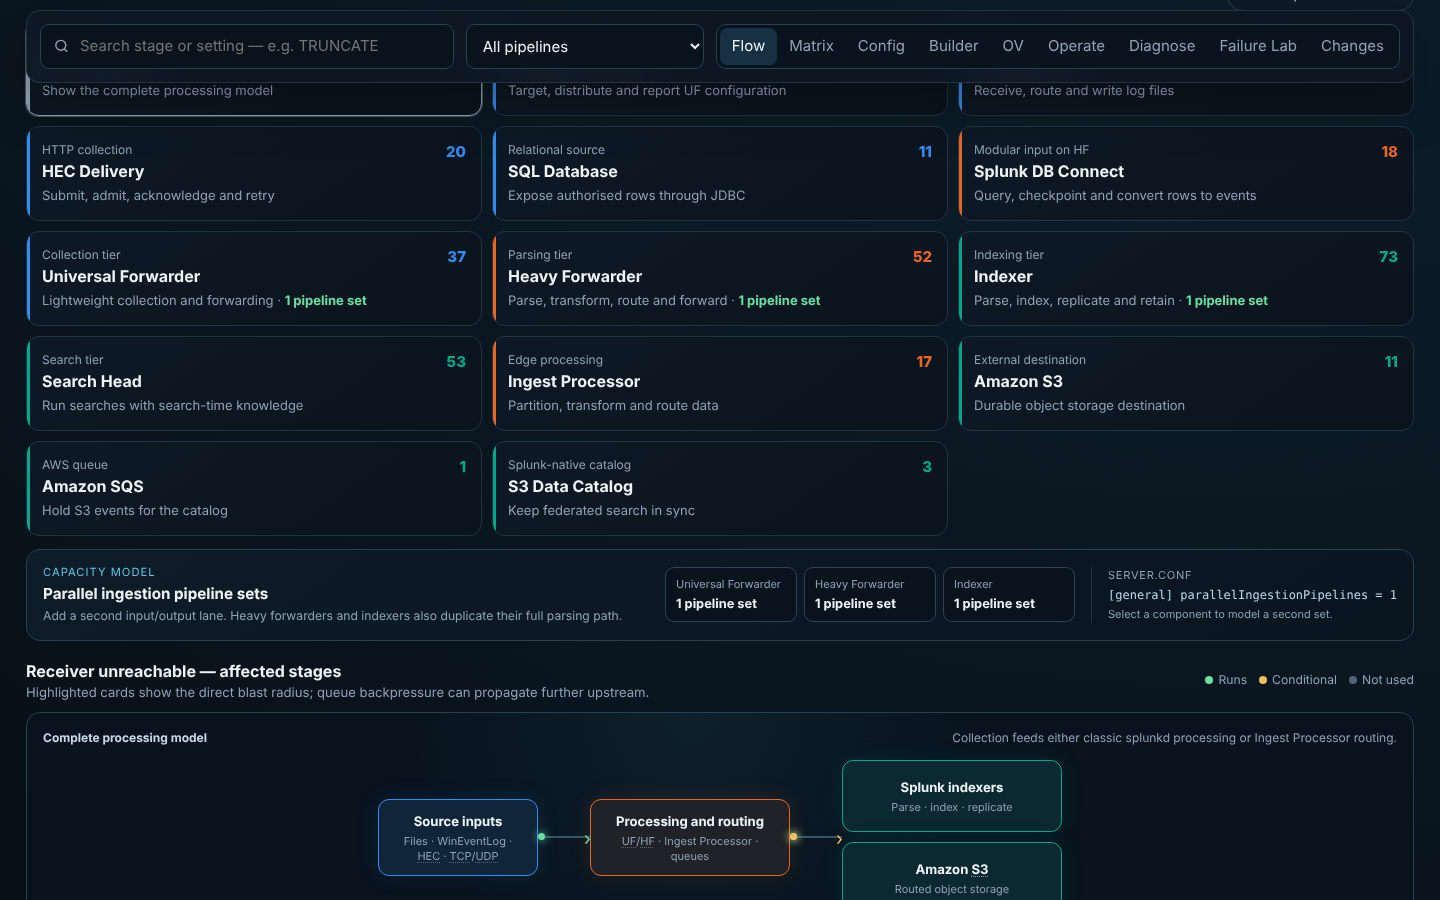 Search stage or setting — e.g. TRUNCATE
All pipelines
Flow
Matrix
Config
Builder
OV
Operate
Diagnose
Failure Lab
Changes
Show the complete processing model
Target, distribute and report UF configuration
Receive, route and write log files
HTTP collection
20
HEC Delivery
Submit, admit, acknowledge and retry
Relational source
11
SQL Database
Expose authorised rows through JDBC
Modular input on HF
18
Splunk DB Connect
Query, checkpoint and convert rows to events
Collection tier
37
Universal Forwarder
Lightweight collection and forwarding · 1 pipeline set
Parsing tier
52
Heavy Forwarder
Parse, transform, route and forward · 1 pipeline set
Indexing tier
73
Indexer
Parse, index, replicate and retain · 1 pipeline set
Search tier
53
Search Head
Run searches with search-time knowledge
Edge processing
17
Ingest Processor
Partition, transform and route data
External destination
11
Amazon S3
Durable object storage destination
AWS queue
1
Amazon SQS
Hold S3 events for the catalog
Splunk-native catalog
3
S3 Data Catalog
Keep federated search in sync
CAPACITY MODEL
Parallel ingestion pipeline sets
Add a second input/output lane. Heavy forwarders and indexers also duplicate their full parsing path.
Universal Forwarder
1 pipeline set
Heavy Forwarder
1 pipeline set
Indexer
1 pipeline set
SERVER.CONF
[general] parallelIngestionPipelines = 1
Select a component to model a second set.
Receiver unreachable — affected stages
Highlighted cards show the direct blast radius; queue backpressure can propagate further upstream.
Runs
Conditional
Not used
Complete processing model
Collection feeds either classic splunkd processing or Ingest Processor routing.
Source inputs
Files · WinEventLog ·
HEC · TCP/UDP
Processing and routing
UF/HF · Ingest Processor ·
queues
Splunk indexers
Parse · index · replicate
Amazon S3
Routed object storage